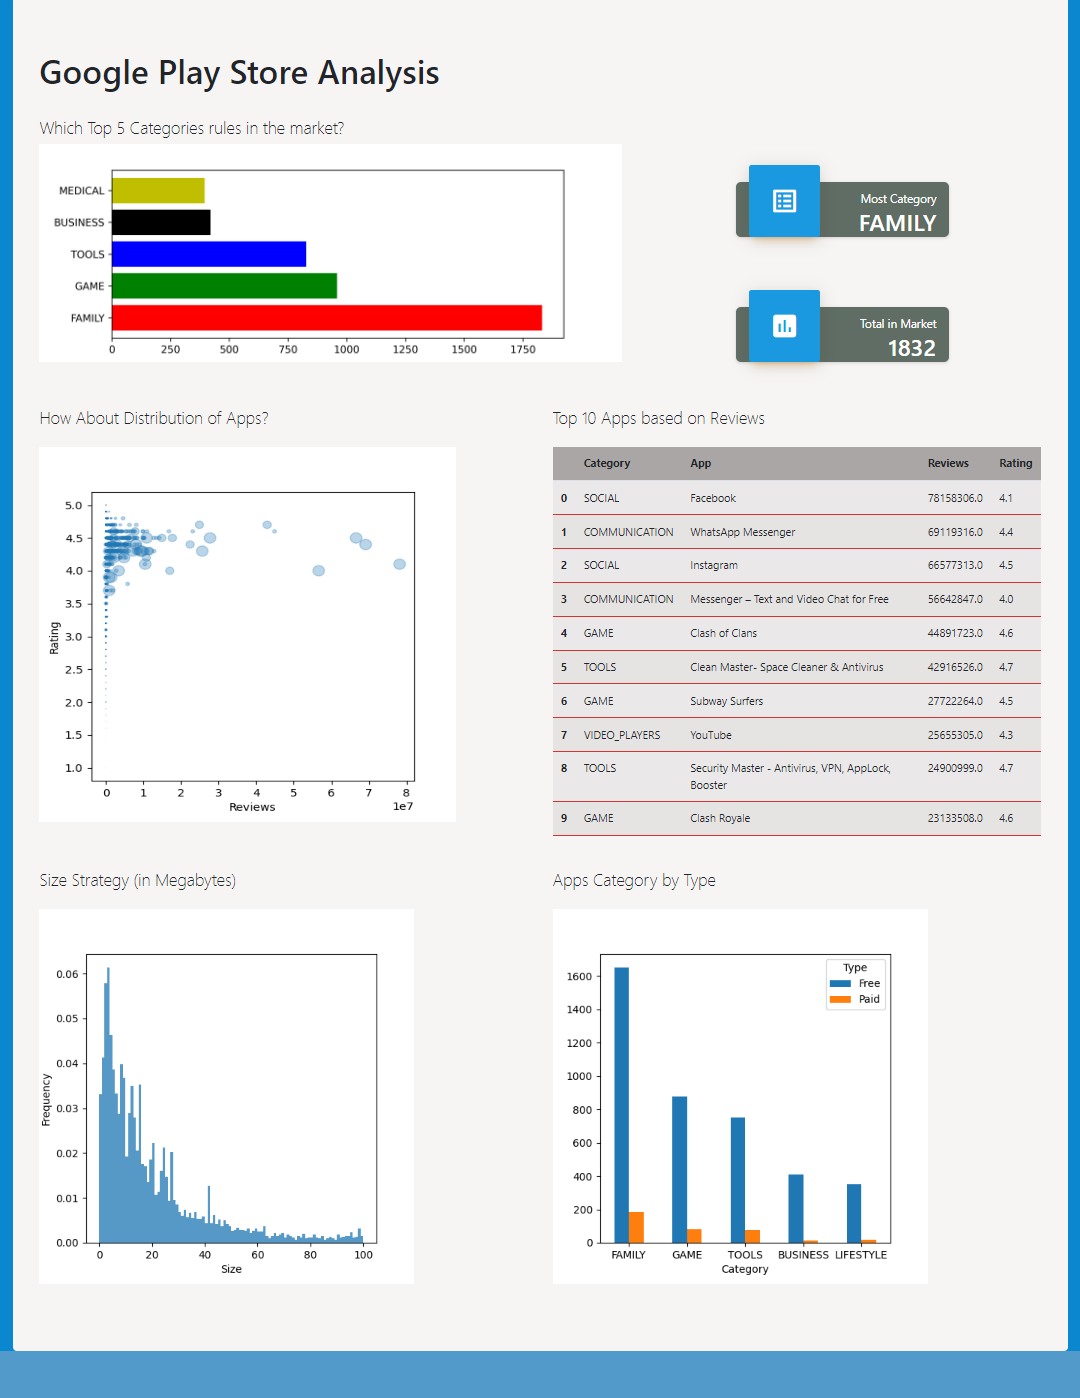 Google Play Store Analysis
Which Top 5 Categories rules in the market?
MEDICAL
BUSINESS
TOOLS
GAME
FAMILY
0 250 500 750 1000 1250 1500 1750
Most Category
FAMILY
Total in Market
1832
How About Distribution of Apps?
5.0
4.5
4.0
3.5
3.0
2.5
2.0
1.5
1.0
Rating
0 1 2 3 4 5 6 7 8
Reviews
1e7
Top 10 Apps based on Reviews
Category App Reviews Rating
0 SOCIAL Facebook 78158306.0 4.1
1 COMMUNICATION WhatsApp Messenger 69119316.0 4.4
2 SOCIAL Instagram 66577313.0 4.5
3 COMMUNICATION Messenger – Text and Video Chat for Free 56642847.0 4.0
4 GAME Clash of Clans 44891723.0 4.6
5 TOOLS Clean Master- Space Cleaner & Antivirus 42916526.0 4.7
6 GAME Subway Surfers 27722264.0 4.5
7 VIDEO_PLAYERS YouTube 25655305.0 4.3
8 TOOLS Security Master - Antivirus, VPN, AppLock, 24900999.0 4.7
Booster
9 GAME Clash Royale 23133508.0 4.6
Size Strategy (in Megabytes)
0.06
0.05
0.04
0.03
0.02
0.01
0.00
Frequency
0 20 40 60 80 100
Size
Apps Category by Type
1600
1400
1200
1000
800
600
400
200
0
Type
Free
Paid
FAMILY GAME TOOLS BUSINESS LIFESTYLE
Category